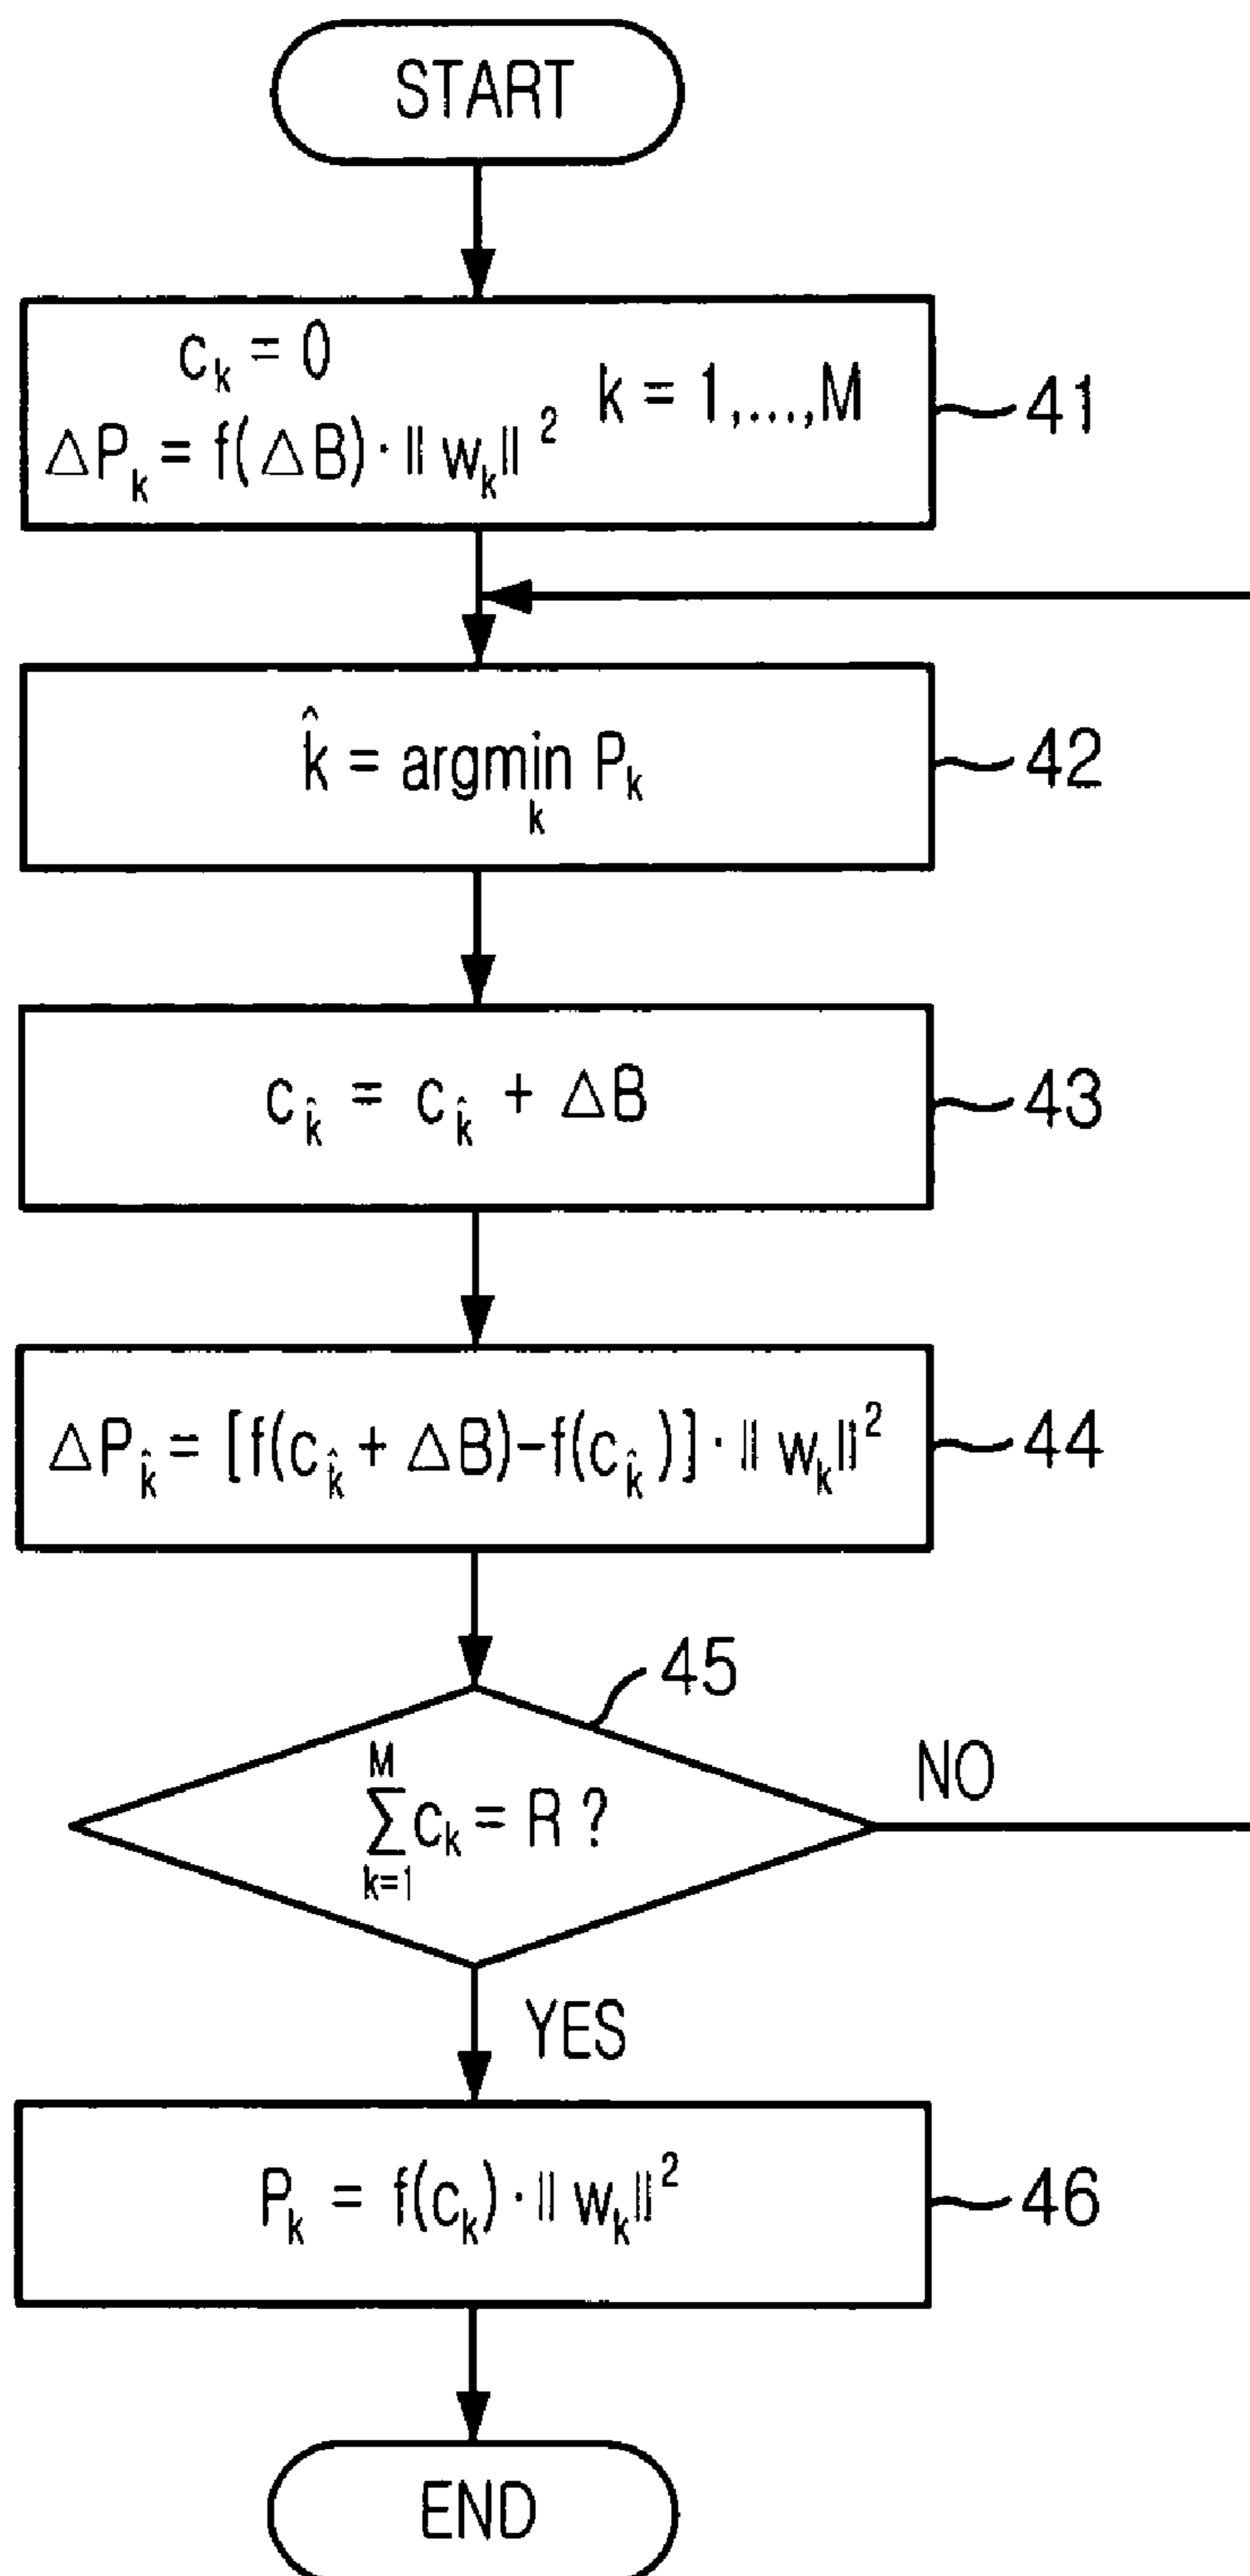 START
c_k = 0
ΔP_k = f(ΔB)·‖w_k‖²
k = 1,...,M
41
k̂ = argmin_k P_k
42
c_k̂ = c_k̂ + ΔB
43
ΔP_k̂ = [f(c_k̂ + ΔB)−f(c_k̂)]·‖w_k‖²
44
45
∑_{k=1}^{M} c_k = R ?
NO
YES
P_k = f(c_k)·‖w_k‖²
46
END